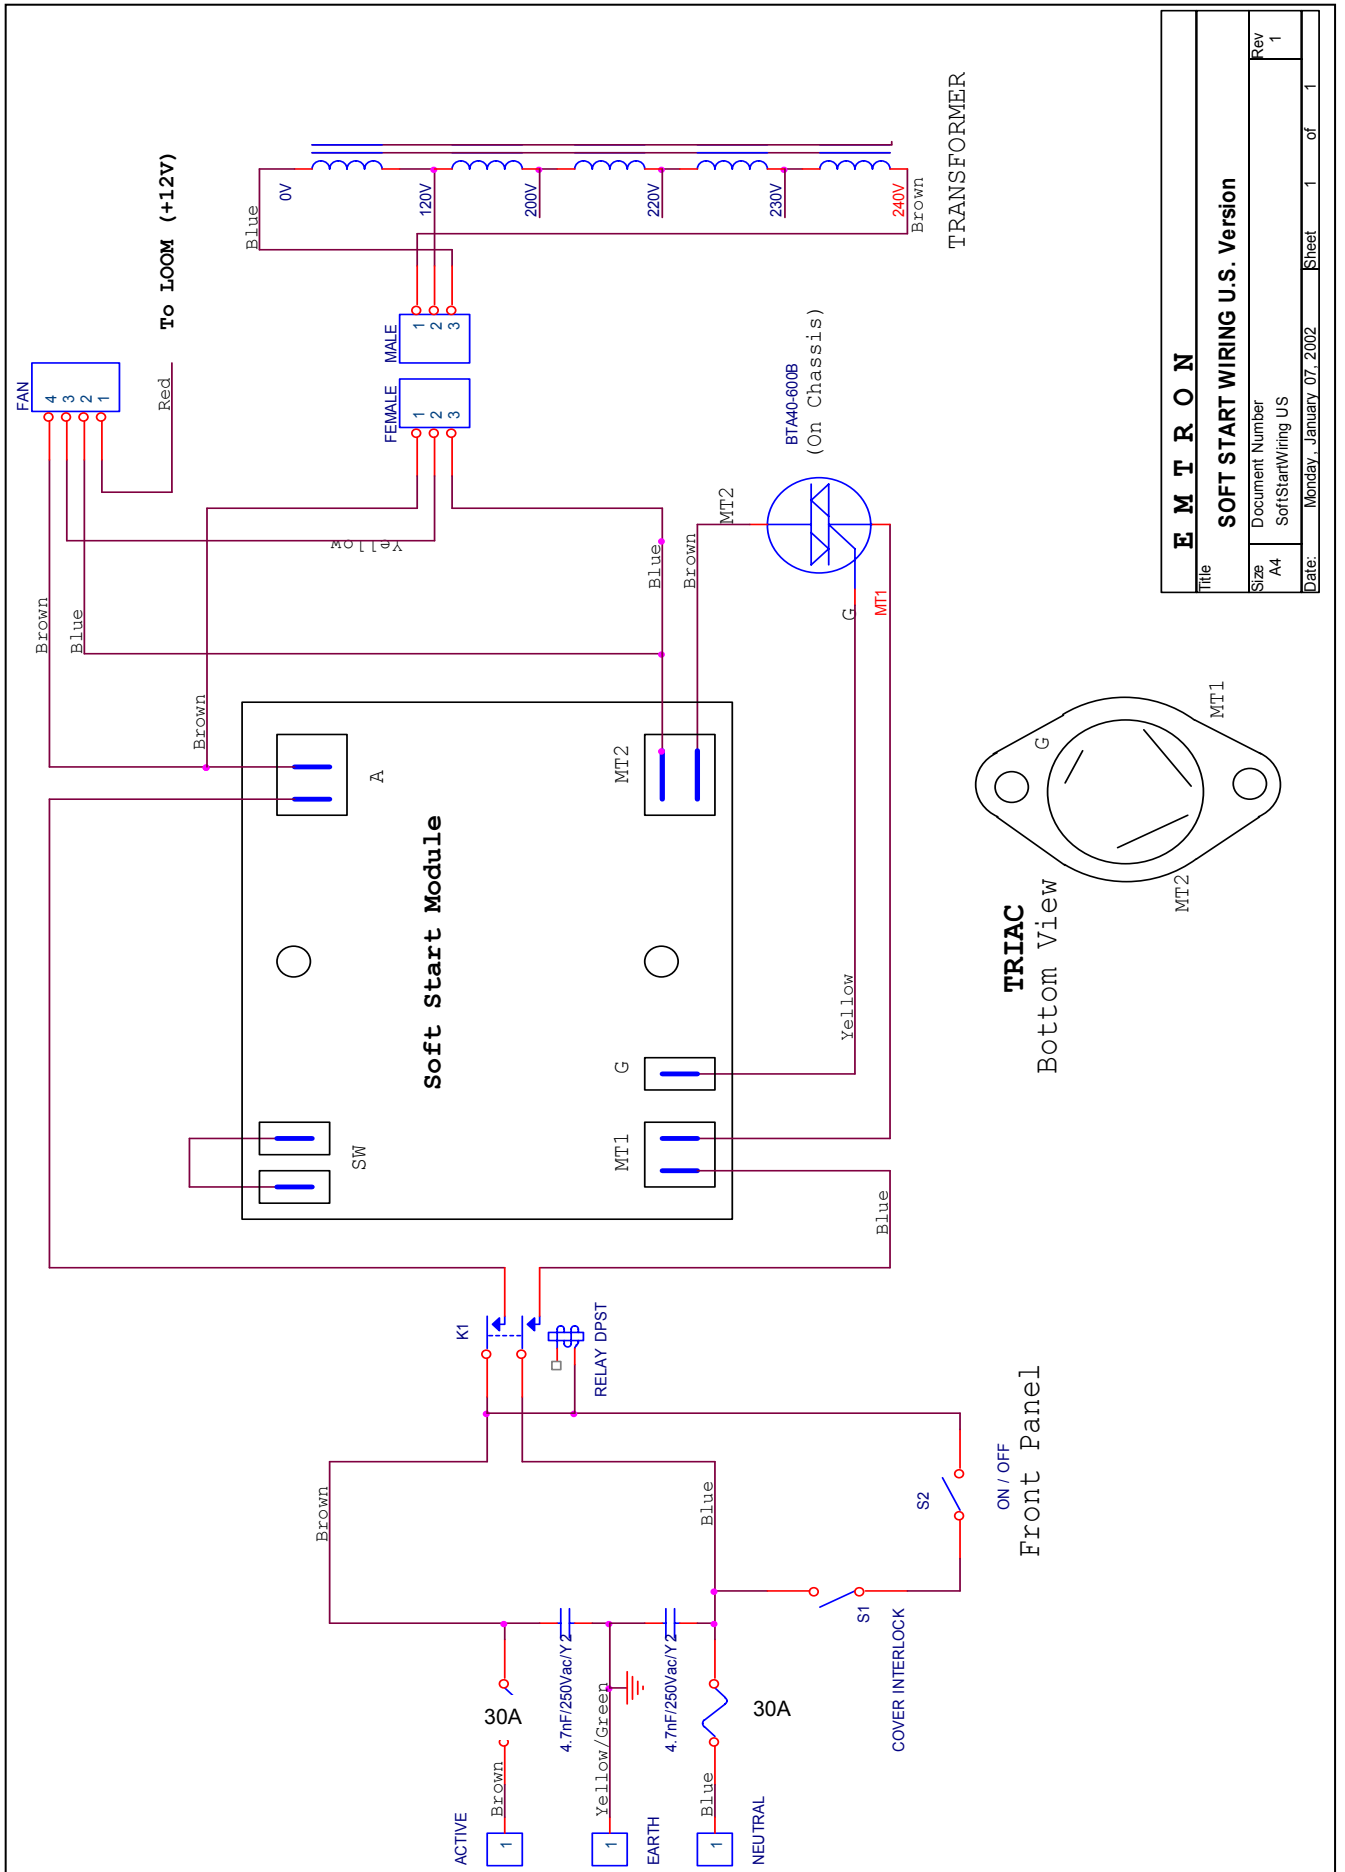 FAN
4
3
2
1
To LOOM (+12V)
Red
Blue
0V
120V
200V
220V
230V
240V
Brown
TRANSFORMER
MALE
1
2
3
FEMALE
1
2
3
BTA40-600B
(On Chassis)
MT2
G
MT1
Yellow
Brown
Blue
Brown
Blue
Brown
A
MT2
Soft Start Module
G
MT1
SW
Yellow
Blue
K1
RELAY DPST
Brown
Blue
S2
ON / OFF
Front Panel
S1
COVER INTERLOCK
4.7nF/250Vac/Y2
4.7nF/250Vac/Y2
30A
30A
Brown
Yellow/Green
Blue
ACTIVE
1
EARTH
1
NEUTRAL
1
TRIAC
Bottom View
G
MT1
MT2
E M T R O N
Title
SOFT START WIRING U.S. Version
Size
A4
Document Number
SoftStartWiring US
Rev
1
Date:
Monday, January 07, 2002
Sheet
1
of
1